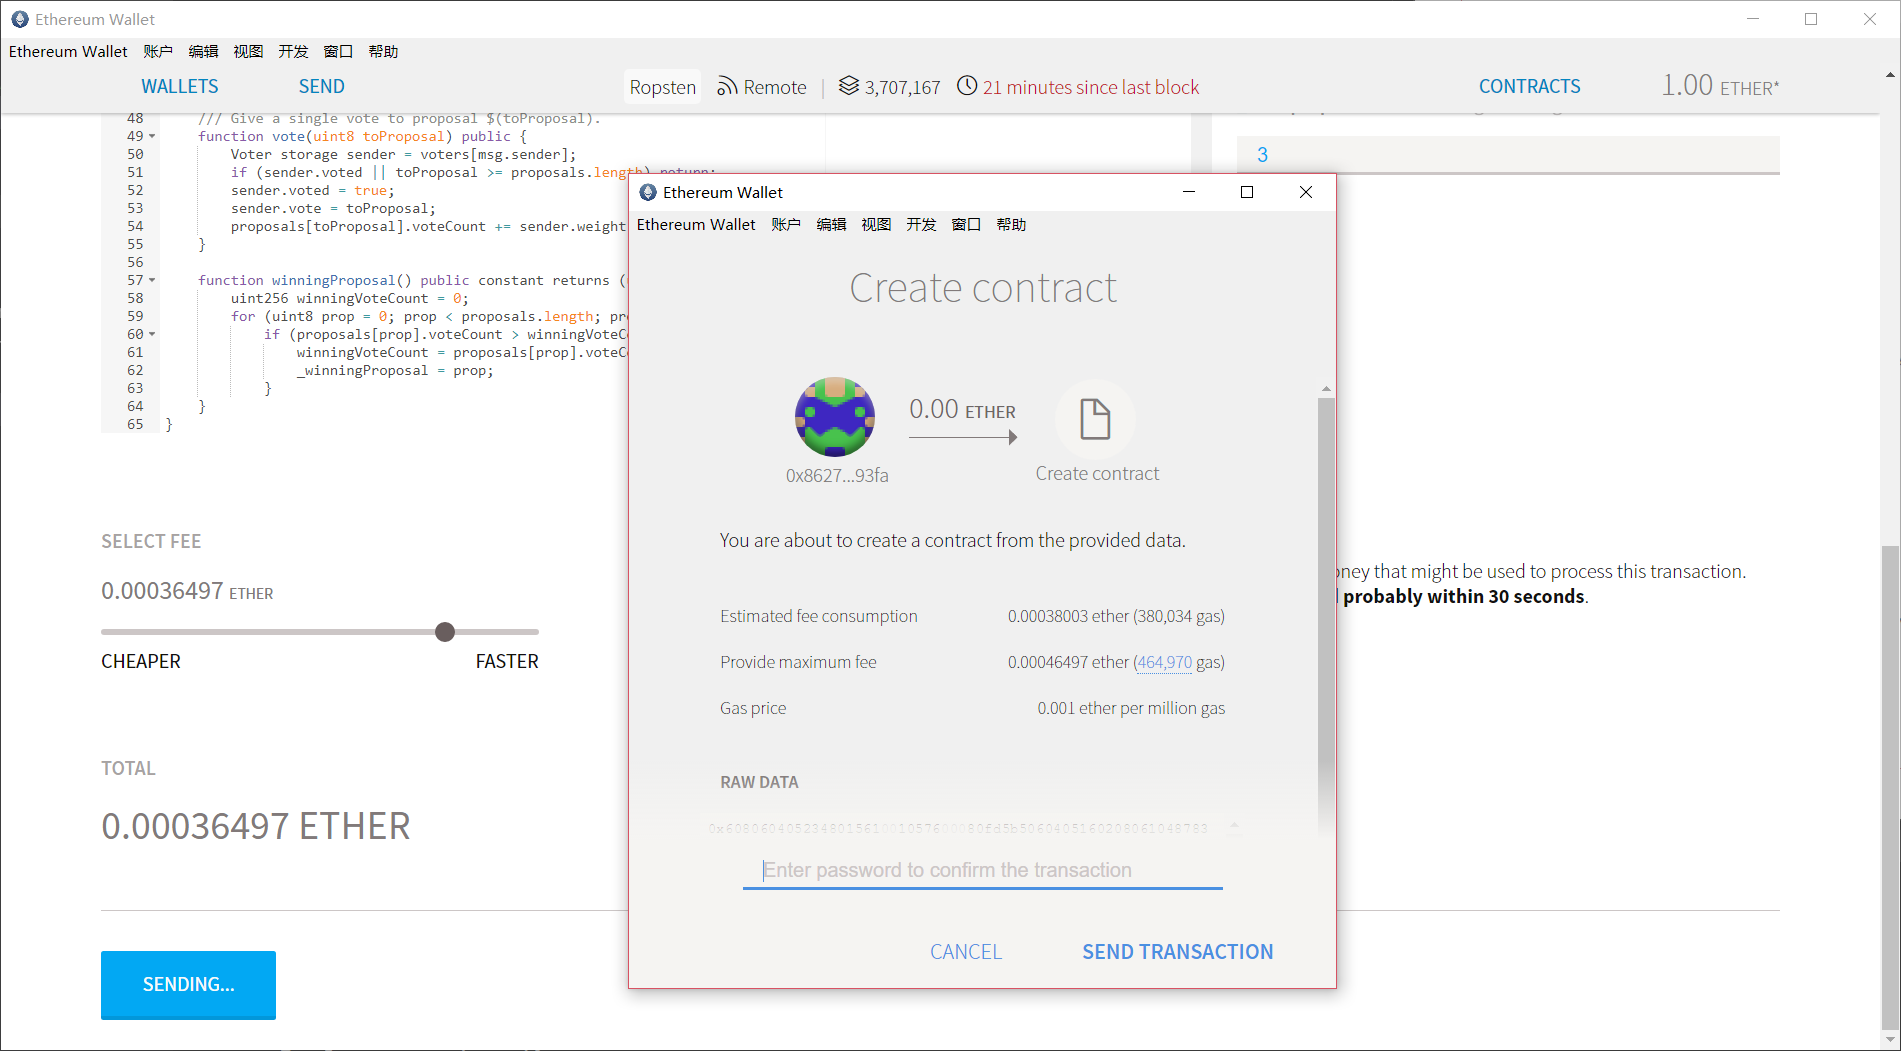 Ethereum Wallet
Ethereum Wallet 账户 编辑 视图 开发 窗口 帮助
WALLETS SEND Ropsten Remote | 3,707,167 21 minutes since last block CONTRACTS 1.00 ETHER*
48 /// Give a single vote to proposal $(toProposal).
49 function vote(uint8 toProposal) public {
50 Voter storage sender = voters[msg.sender];
51 if (sender.voted || toProposal >= proposals.length) return;
52 sender.voted = true;
53 sender.vote = toProposal;
54 proposals[toProposal].voteCount += sender.weight
55 }
56
57 function winningProposal() public constant returns (
58 uint256 winningVoteCount = 0;
59 for (uint8 prop = 0; prop < proposals.length; pr
60 if (proposals[prop].voteCount > winningVoteC
61 winningVoteCount = proposals[prop].voteC
62 _winningProposal = prop;
63 }
64 }
65 }
3
SELECT FEE
0.00036497 ETHER
CHEAPER FASTER
oney that might be used to process this transaction.
probably within 30 seconds.
TOTAL
0.00036497 ETHER
SENDING...
Ethereum Wallet
Ethereum Wallet 账户 编辑 视图 开发 窗口 帮助
Create contract
0.00 ETHER
0x8627...93fa
Create contract
You are about to create a contract from the provided data.
Estimated fee consumption 0.00038003 ether (380,034 gas)
Provide maximum fee 0.00046497 ether (464,970 gas)
Gas price 0.001 ether per million gas
RAW DATA
0x608060405234801561001057600080fd5b5060405160208061048783
Enter password to confirm the transaction
CANCEL SEND TRANSACTION